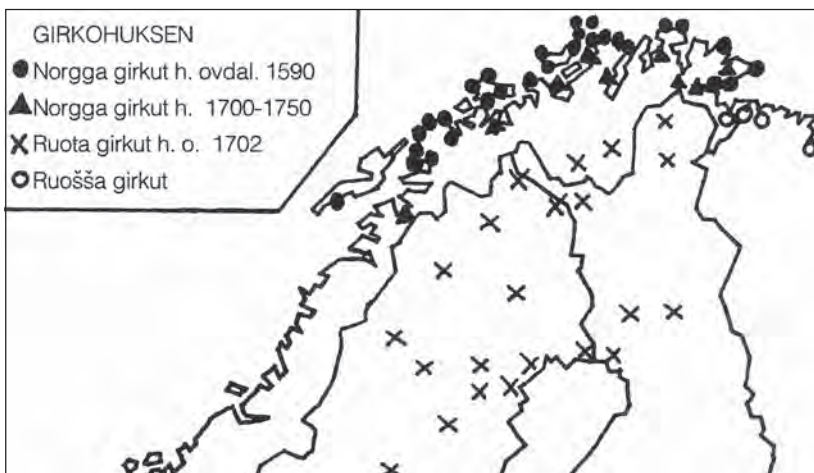 GIRKOHUKSEN
Norgga girkut h. ovdal. 1590
Norgga girkut h. 1700-1750
Ruota girkut h. o. 1702
Ruošša girkut